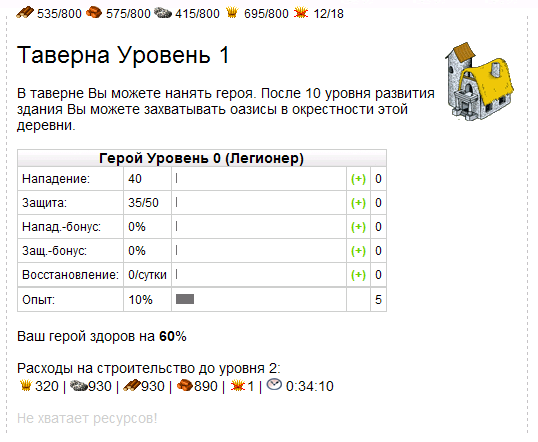 535/800 575/800 415/800 695/800 12/18
Таверна Уровень 1
В таверне Вы можете нанять героя. После 10 уровня развития
здания Вы можете захватывать оазисы в окрестности этой
деревни.
Герой Уровень 0 (Легионер)
Нападение: 40 (+) 0
Защита: 35/50 (+) 0
Напад.-бонус: 0% (+) 0
Защ.-бонус: 0% (+) 0
Восстановление: 0/сутки (+) 0
Опыт: 10% 5
Ваш герой здоров на 60%
Расходы на строительство до уровня 2:
320 | 930 | 930 | 890 | 1 | 0:34:10
Не хватает ресурсов!